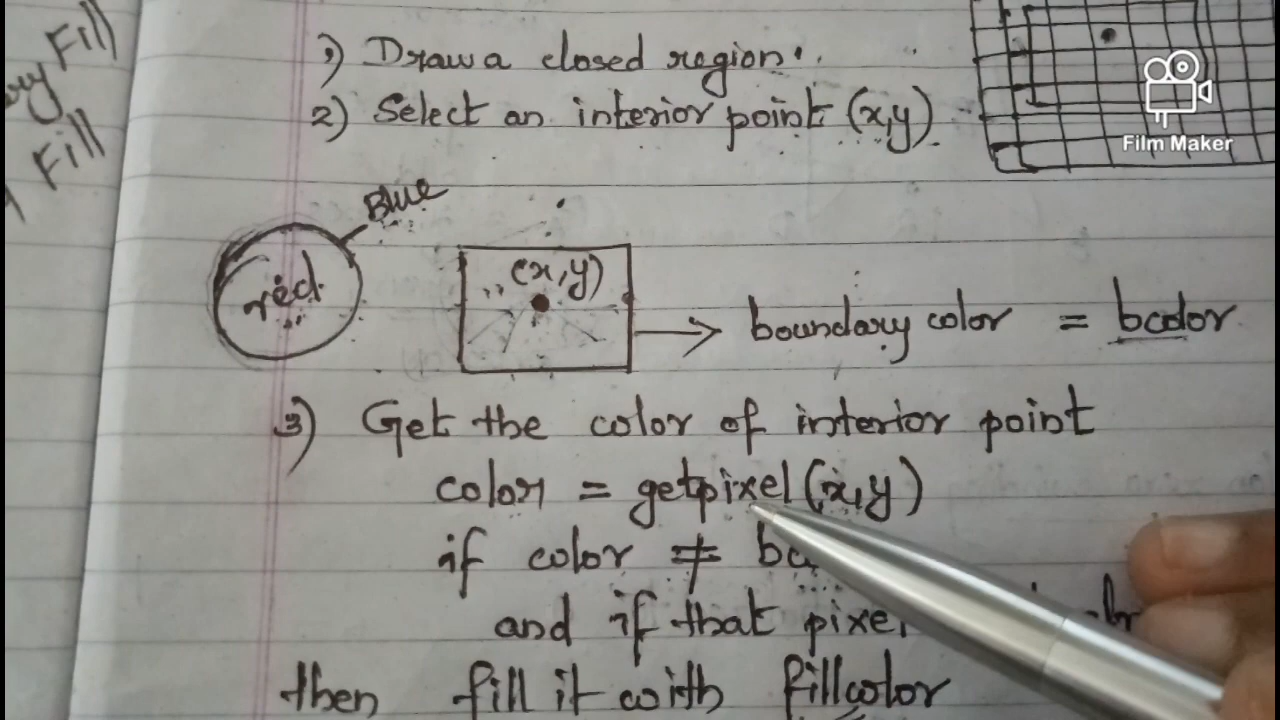 Fill
Fill
1) Draw a closed region.
2) Select an interior point (x,y)
Film Maker
Blue
red
(x,y)
boundary color = bcolor
3) Get the color of interior point
color = getpixel(x,y)
if color ≠
and if that pixel
then fill it with fillcolor